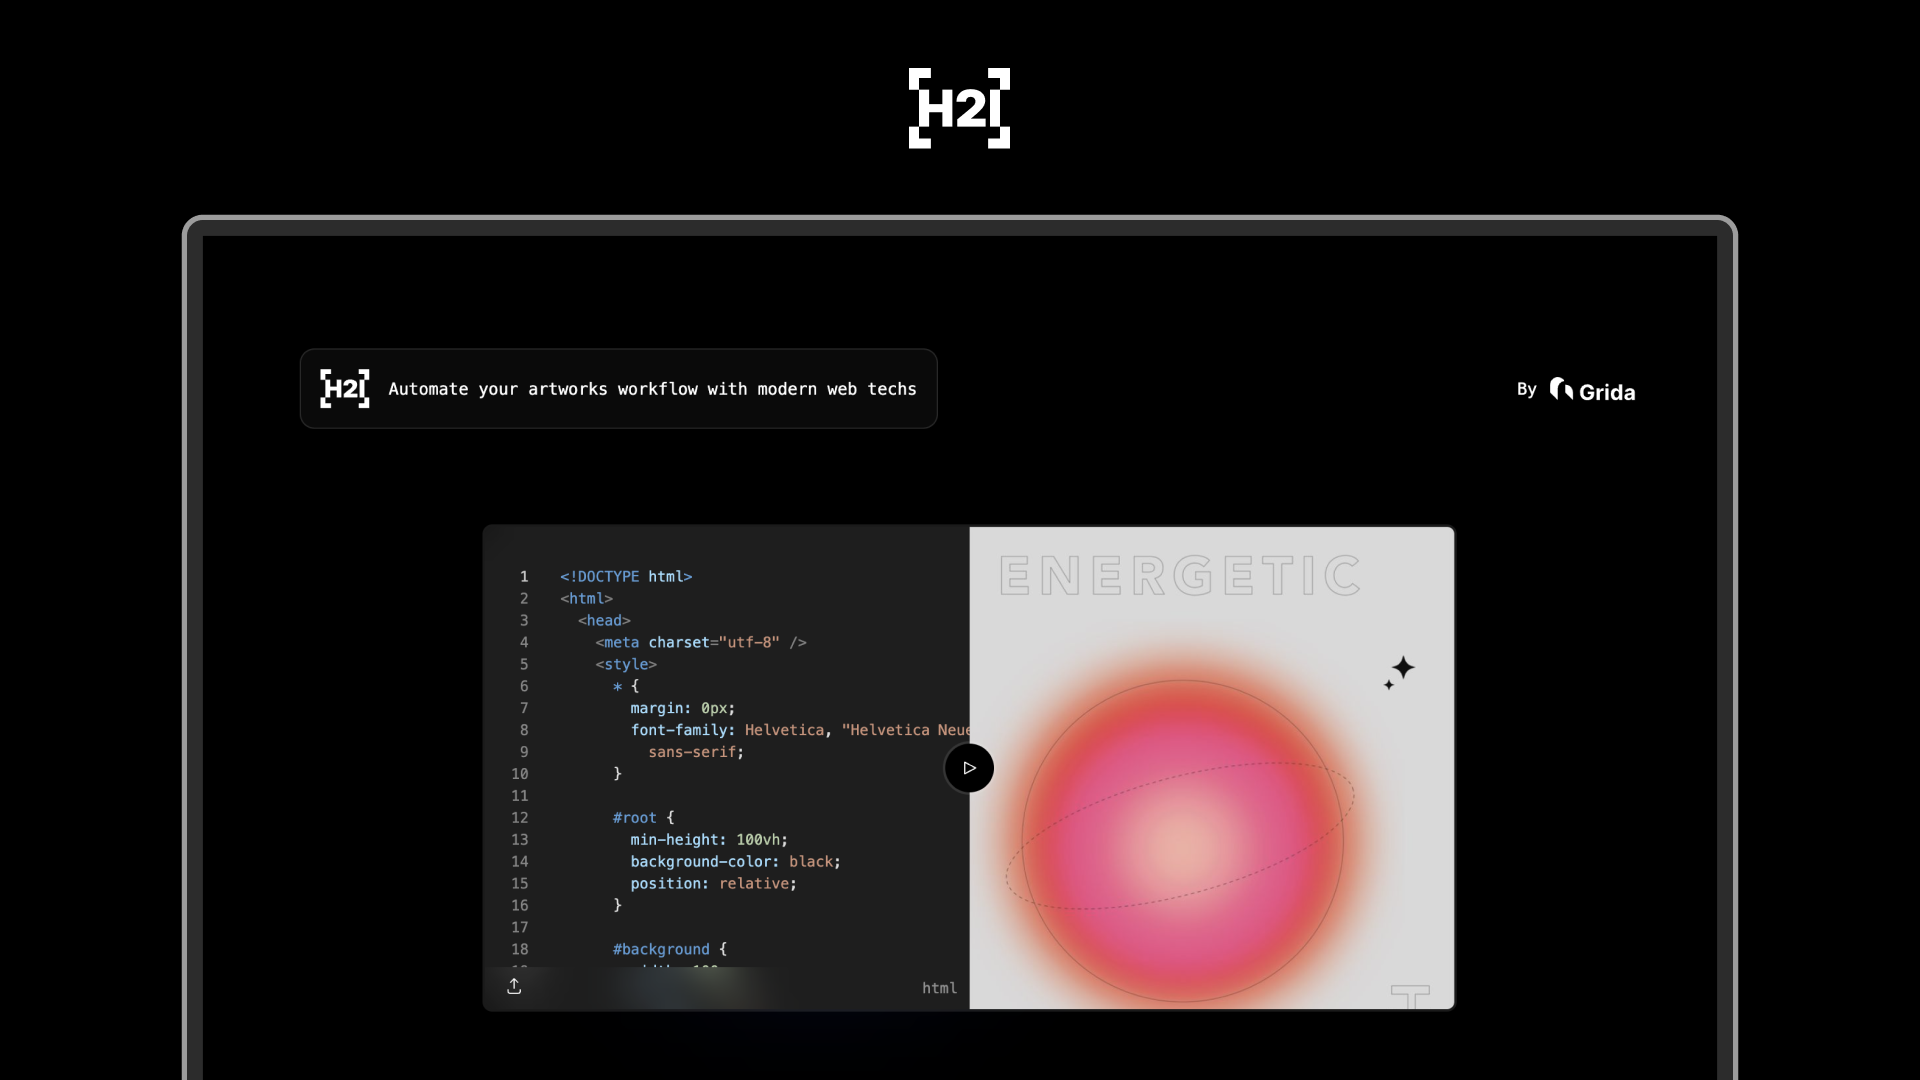 H2I
H2I Automate your artworks workflow with modern web techs
By Grida
1 <!DOCTYPE html>
2 <html>
3 <head>
4 <meta charset="utf-8" />
5 <style>
6 * {
7 margin: 0px;
8 font-family: Helvetica, "Helvetica Neue
9 sans-serif;
10 }
11
12 #root {
13 min-height: 100vh;
14 background-color: black;
15 position: relative;
16 }
17
18 #background {
html
ENERGETIC
T